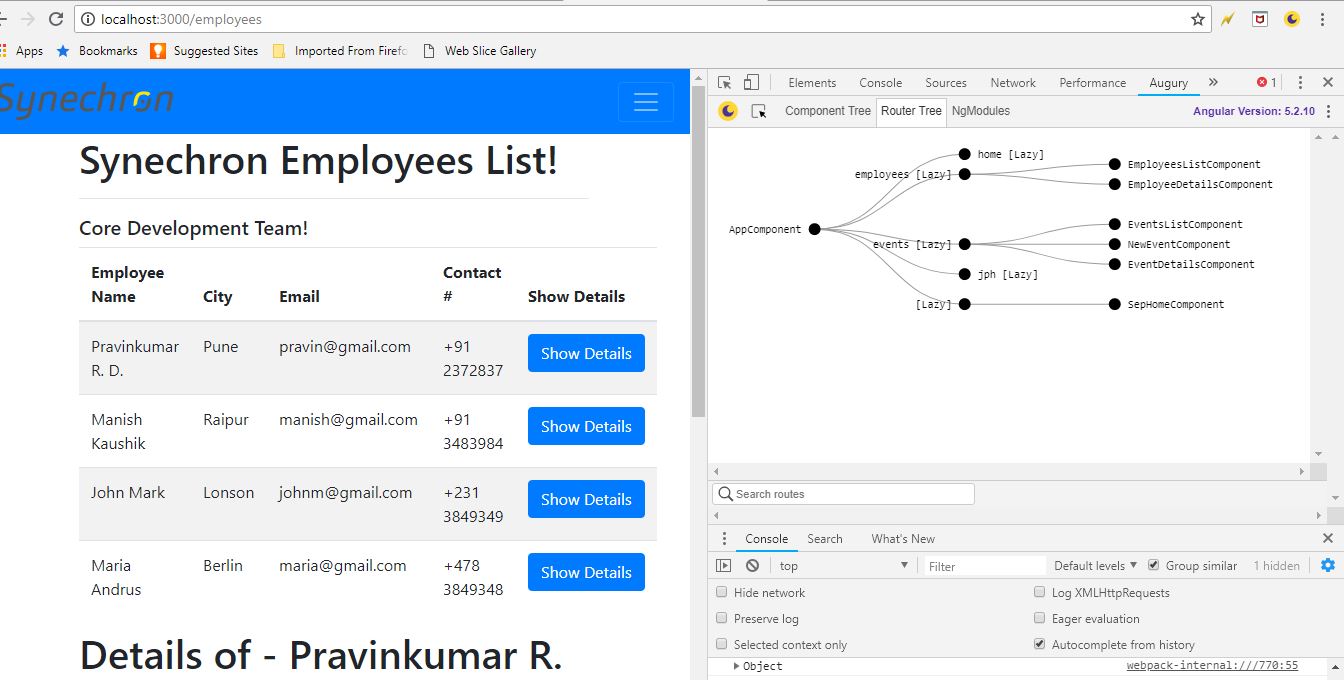 localhost:3000/employees
Apps Bookmarks Suggested Sites Imported From Firefo Web Slice Gallery
Synechron
Synechron Employees List!
Core Development Team!
Employee Name City Email Contact # Show Details
Pravinkumar R. D. Pune pravin@gmail.com +91 2372837 Show Details
Manish Kaushik Raipur manish@gmail.com +91 3483984 Show Details
John Mark Lonson johnm@gmail.com +231 3849349 Show Details
Maria Andrus Berlin maria@gmail.com +478 3849348 Show Details
Details of - Pravinkumar R.
Elements Console Sources Network Performance Augury » 1
Component Tree Router Tree NgModules Angular Version: 5.2.10
home [Lazy]
employees [Lazy]
EmployeesListComponent
EmployeeDetailsComponent
AppComponent
events [Lazy]
EventsListComponent
NewEventComponent
EventDetailsComponent
jph [Lazy]
[Lazy]
SepHomeComponent
Search routes
Console Search What's New
top Filter Default levels Group similar 1 hidden
Hide network Log XMLHttpRequests
Preserve log Eager evaluation
Selected context only Autocomplete from history
Object webpack-internal:///770:55